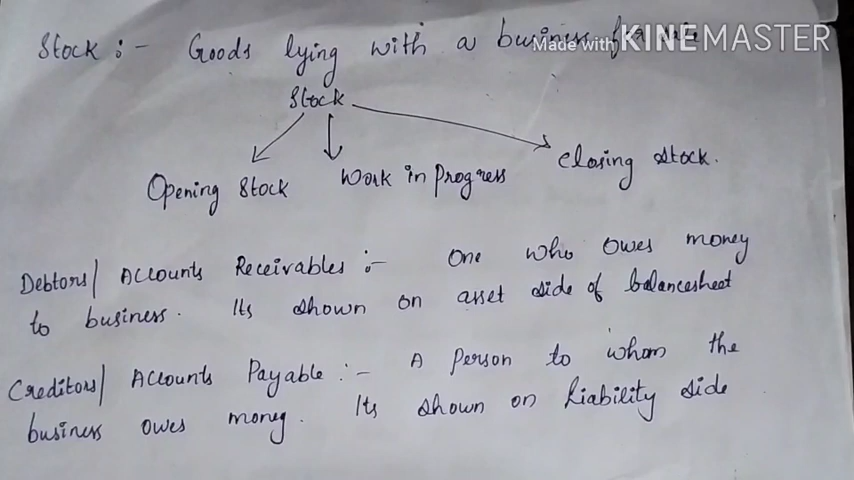 Stock :- Goods lying with a business for sale
Made with KINEMASTER
Stock
Opening Stock Work in Progress Closing Stock.
Debtors/ Accounts Receivables :- One who owes money
to business. Its shown on asset side of balancesheet
Creditors/ Accounts Payable :- A person to whom the
business owes money. Its shown on Liability side